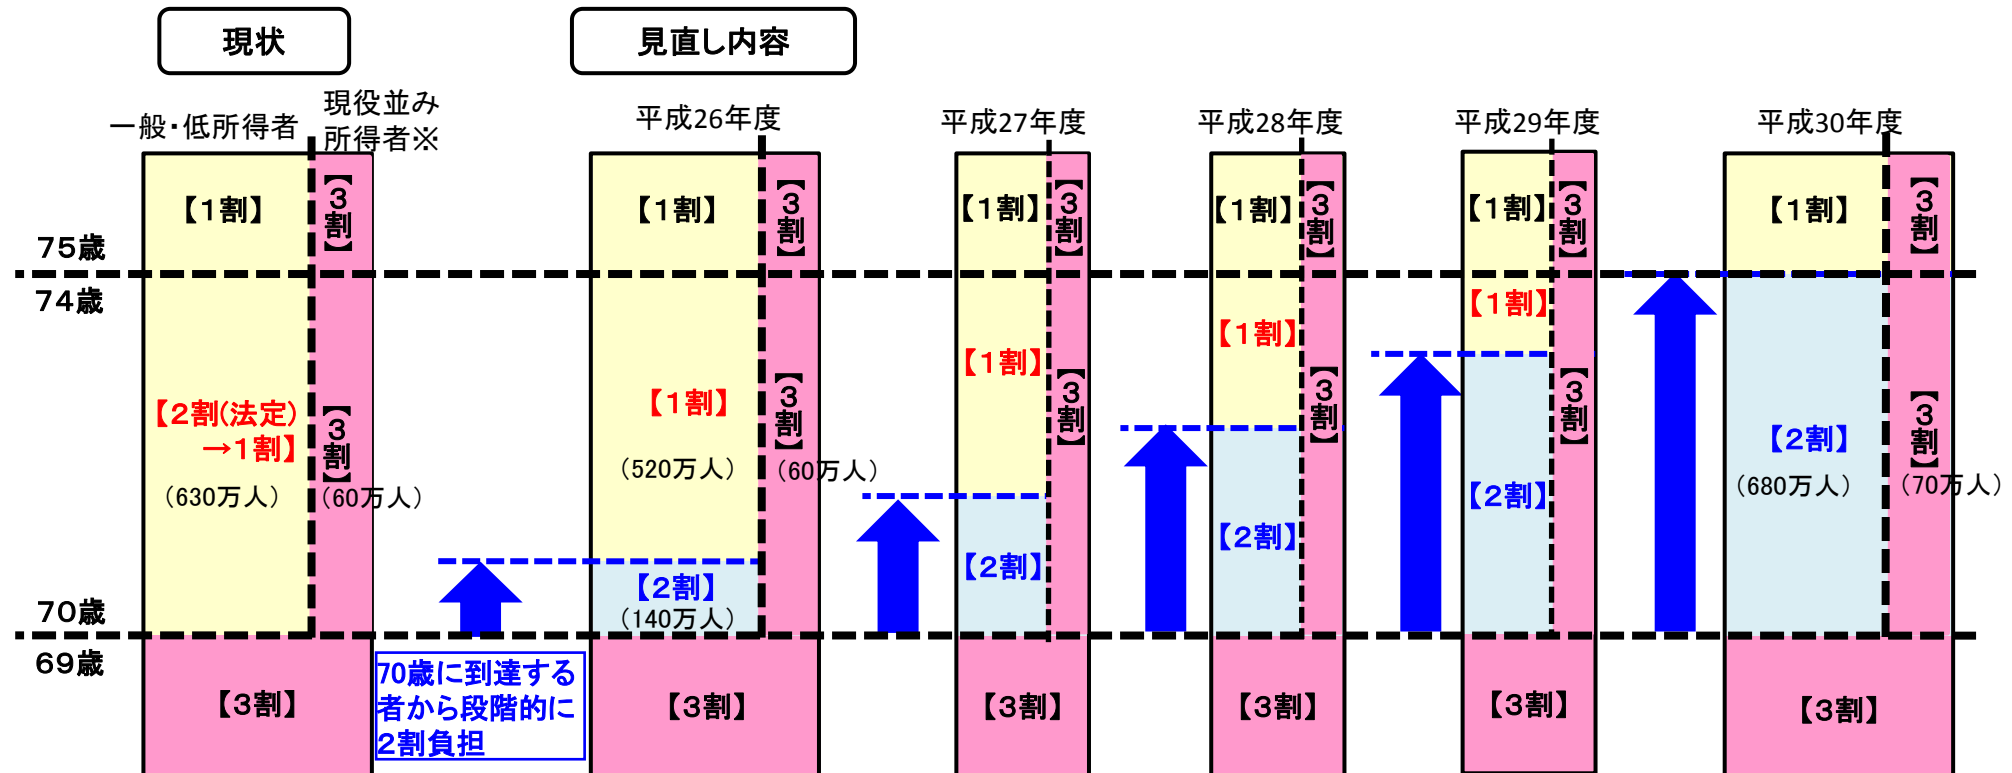 現状
見直し内容
一般・低所得者
現役並み
所得者※
平成26年度
平成27年度
平成28年度
平成29年度
平成30年度
【1割】
【3割】
【1割】
【3割】
【1割】
【3割】
【1割】
【3割】
【1割】
【3割】
【1割】
【3割】
75歳
74歳
【2割(法定)
→1割】
（630万人）
【3割】
（60万人）
【1割】
（520万人）
【3割】
（60万人）
【2割】
（140万人）
【1割】
【3割】
【2割】
【1割】
【3割】
【2割】
【1割】
【3割】
【2割】
【2割】
（680万人）
【3割】
（70万人）
70歳
69歳
【3割】
70歳に到達する
者から段階的に
2割負担
【3割】
【3割】
【3割】
【3割】
【3割】